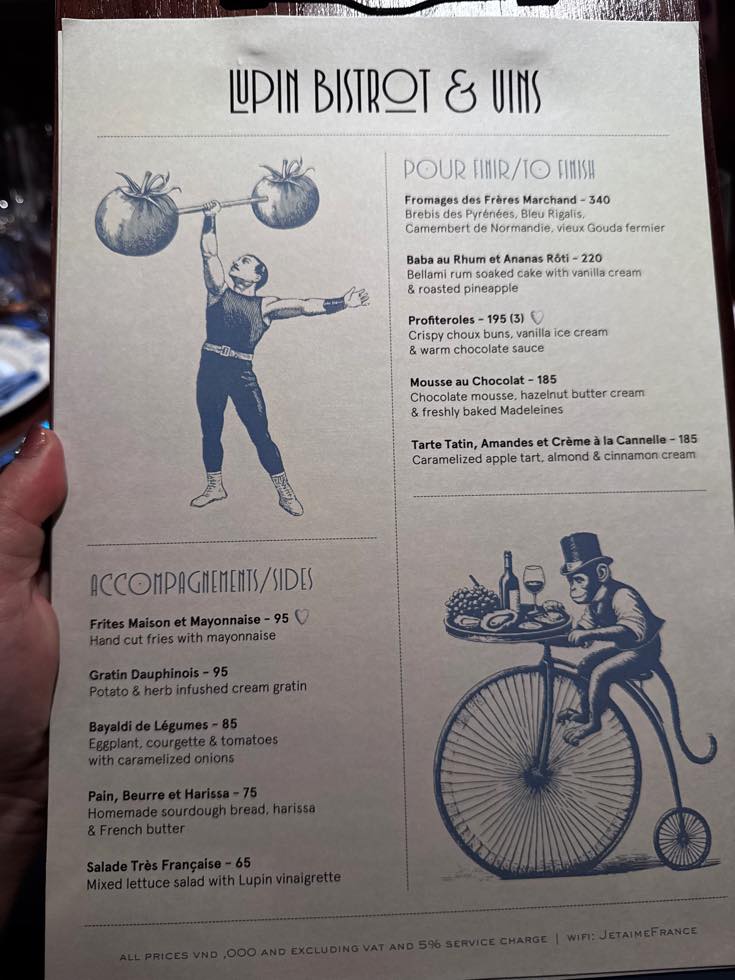 LUPIN BISTROT & VINS
POUR FINIR/TO FINISH
Fromages des Frères Marchand - 340
Brebis des Pyrénées, Bleu Rigalis,
Camembert de Normandie, vieux Gouda fermier
Baba au Rhum et Ananas Rôti - 220
Bellami rum soaked cake with vanilla cream
& roasted pineapple
Profiteroles - 195 (3)
Crispy choux buns, vanilla ice cream
& warm chocolate sauce
Mousse au Chocolat - 185
Chocolate mousse, hazelnut butter cream
& freshly baked Madeleines
Tarte Tatin, Amandes et Crème à la Cannelle - 185
Caramelized apple tart, almond & cinnamon cream
ACCOMPAGNEMENTS/SIDES
Frites Maison et Mayonnaise - 95
Hand cut fries with mayonnaise
Gratin Dauphinois - 95
Potato & herb infushed cream gratin
Bayaldi de Légumes - 85
Eggplant, courgette & tomatoes
with caramelized onions
Pain, Beurre et Harissa - 75
Homemade sourdough bread, harissa
& French butter
Salade Très Française - 65
Mixed lettuce salad with Lupin vinaigrette
ALL PRICES VND ,000 AND EXCLUDING VAT AND 5% SERVICE CHARGE | WIFI: JETAIMEFRANCE